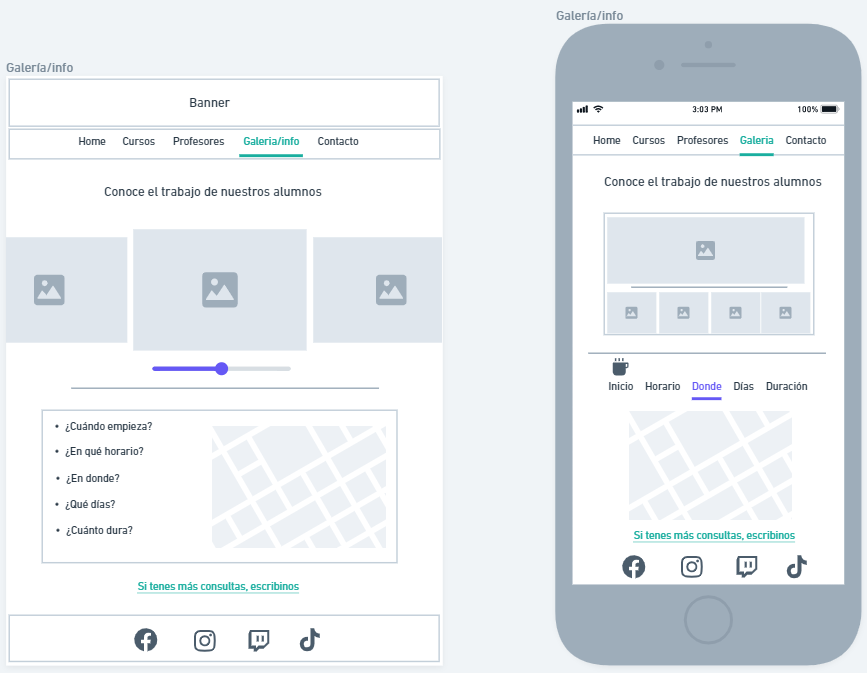 Galería/info
Banner
Home Cursos Profesores Galeria/info Contacto
Conoce el trabajo de nuestros alumnos
• ¿Cuándo empieza?
• ¿En qué horario?
• ¿En donde?
• ¿Qué días?
• ¿Cuánto dura?
Si tenes más consultas, escribinos
Galería/info
3:03 PM 100%
Home Cursos Profesores Galeria Contacto
Conoce el trabajo de nuestros alumnos
Inicio Horario Donde Días Duración
Si tenes más consultas, escribinos